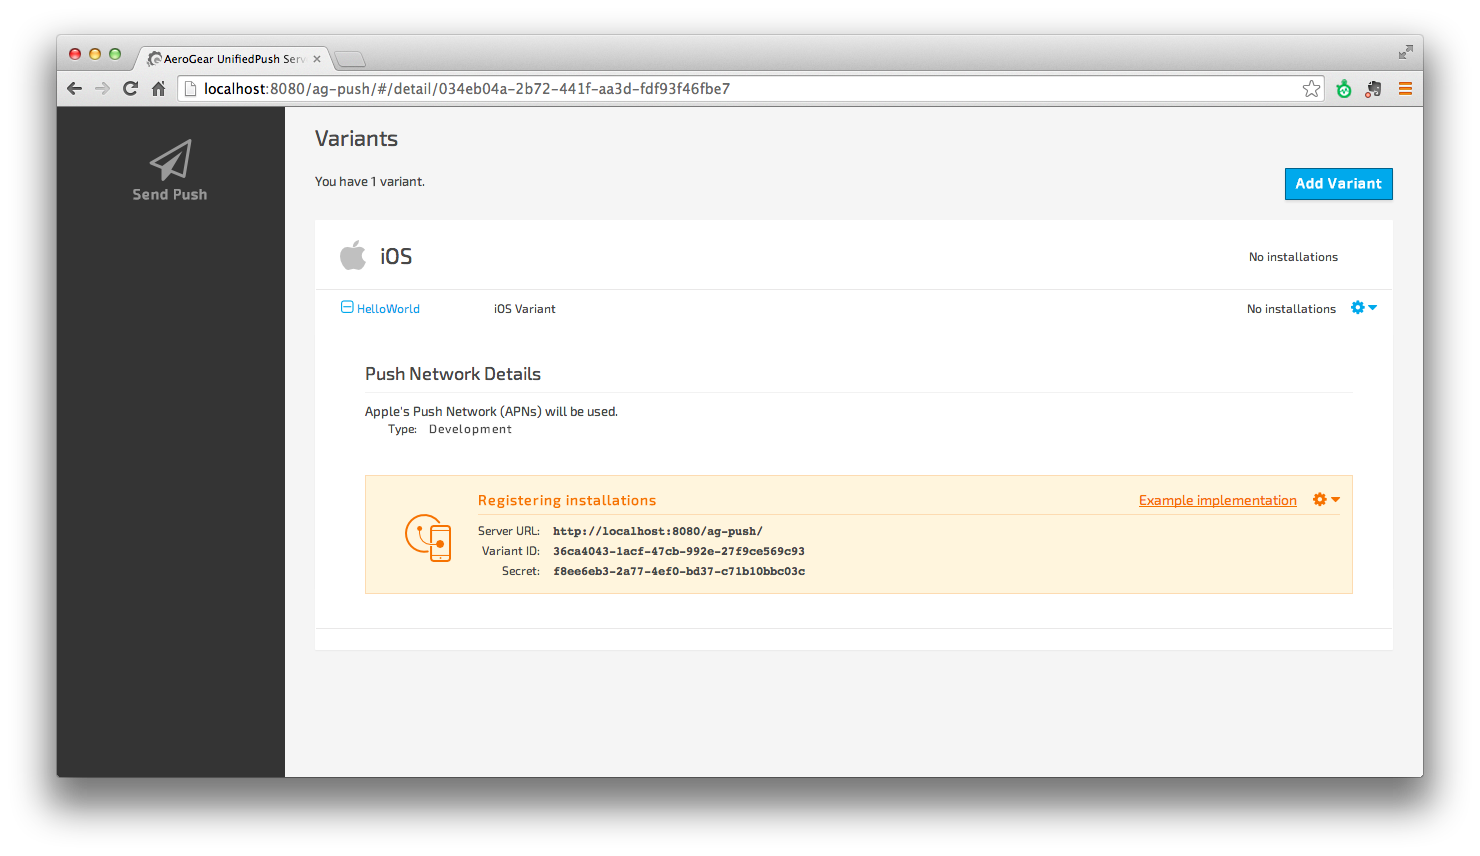 AeroGear UnifiedPush Serv
localhost:8080/ag-push/#/detail/034eb04a-2b72-441f-aa3d-fdf93f46fbe7
Send Push
Variants
You have 1 variant.
Add Variant
iOS
No installations
HelloWorld iOS Variant No installations
Push Network Details
Apple's Push Network (APNs) will be used.
Type: Development
Registering installations Example implementation
Server URL: http://localhost:8080/ag-push/
Variant ID: 36ca4043-1acf-47cb-992e-27f9ce569c93
Secret: f8ee6eb3-2a77-4ef0-bd37-c71b10bbc03c